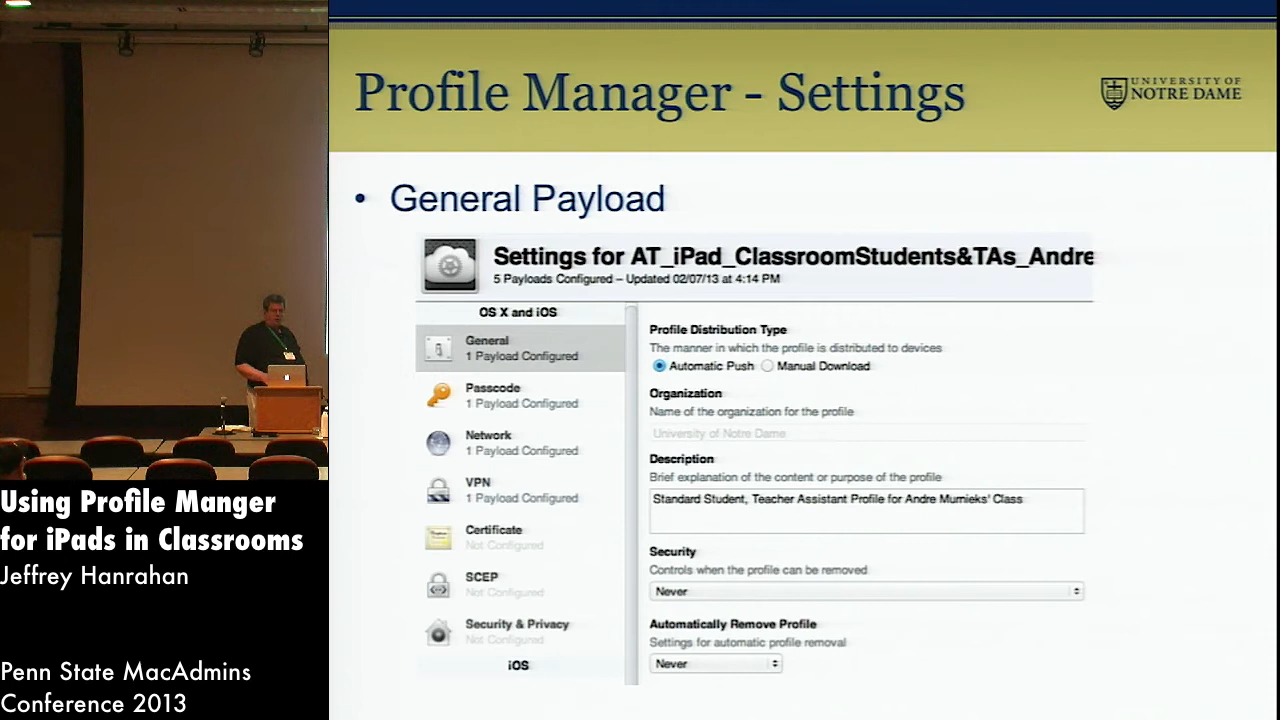 Profile Manager - Settings
UNIVERSITY OF
NOTRE DAME
• General Payload
Settings for AT_iPad_ClassroomStudents&TAs_Andre
5 Payloads Configured – Updated 02/07/13 at 4:14 PM
OS X and iOS
General
1 Payload Configured
Passcode
1 Payload Configured
Network
1 Payload Configured
VPN
1 Payload Configured
Certificate
Not Configured
SCEP
Not Configured
Security & Privacy
Not Configured
iOS
Profile Distribution Type
The manner in which the profile is distributed to devices
Automatic Push Manual Download
Organization
Name of the organization for the profile
University of Notre Dame
Description
Brief explanation of the content or purpose of the profile
Standard Student, Teacher Assistant Profile for Andre Murnieks' Class
Security
Controls when the profile can be removed
Never
Automatically Remove Profile
Settings for automatic profile removal
Never
Using Profile Manger
for iPads in Classrooms
Jeffrey Hanrahan
Penn State MacAdmins
Conference 2013